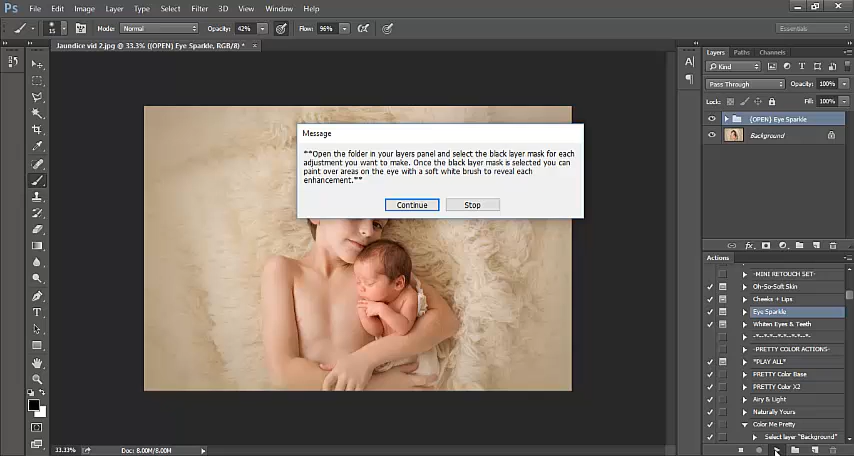 Ps File Edit Image Layer Type Select Filter 3D View Window Help
15 Mode: Normal Opacity: 42% Flow: 96% Essentials
Jaundice vid 2.jpg @ 33.3% ((OPEN) Eye Sparkle, RGB/8) * ×
Layers Paths Channels
Kind
Pass Through Opacity: 100%
Lock: Fill: 100%
(OPEN) Eye Sparkle
Background
Message
**Open the folder in your layers panel and select the black layer mask for each
adjustment you want to make. Once the black layer mask is selected you can
paint over areas on the eye with a soft white brush to reveal each
enhancement.**
Continue Stop
Actions
-MINI RETOUCH SET-
Oh-So-Soft Skin
Cheeks + Lips
Eye Sparkle
Whiten Eyes & Teeth
-*--*--*--*--*--*--*-
-PRETTY COLOR ACTIONS-
*PLAY ALL*
PRETTY Color Base
PRETTY Color X2
Airy & Light
Naturally Yours
Color Me Pretty
Select layer "Background"
33.33% Doc: 8.00M/8.00M